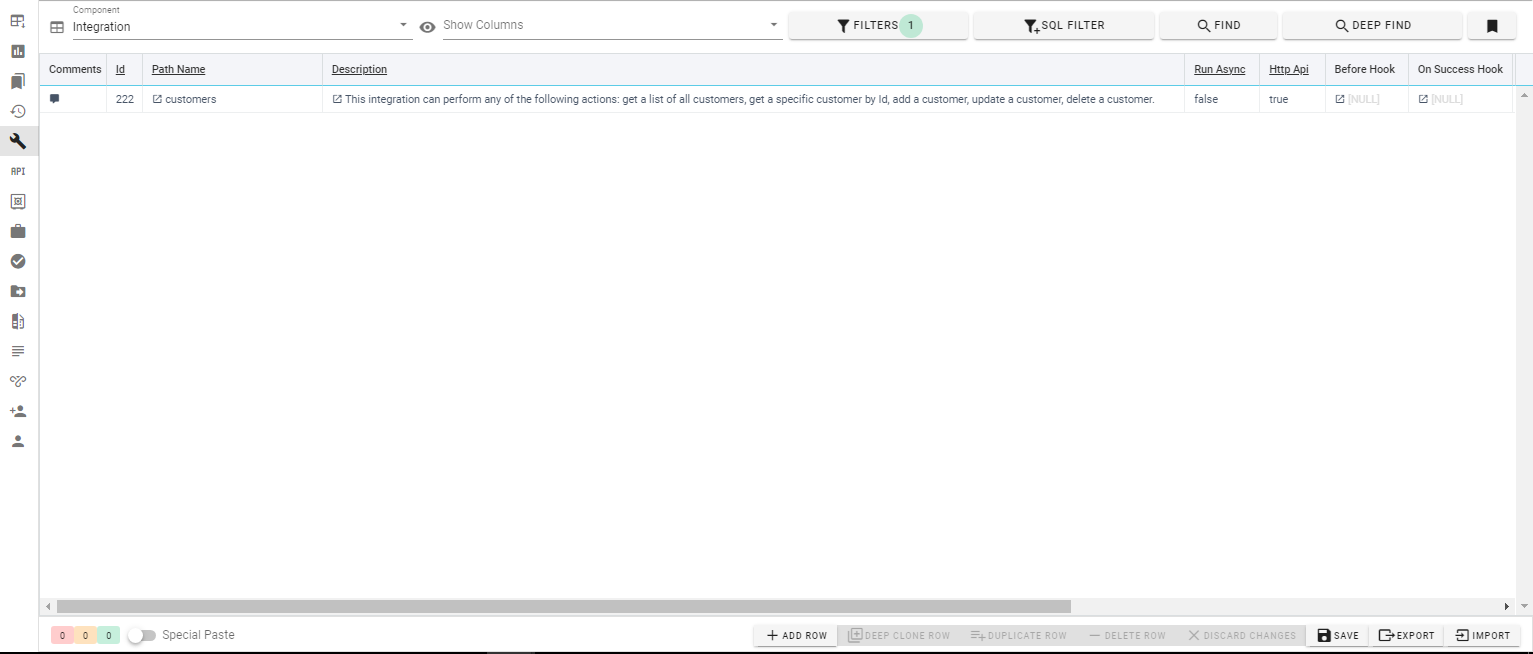 Component
Integration
Show Columns
FILTERS 1
SQL FILTER
FIND
DEEP FIND
Comments Id Path Name Description Run Async Http Api Before Hook On Success Hook
222 customers This integration can perform any of the following actions: get a list of all customers, get a specific customer by Id, add a customer, update a customer, delete a customer. false true [NULL] [NULL]
API
0 0 0 Special Paste
ADD ROW DEEP CLONE ROW DUPLICATE ROW DELETE ROW DISCARD CHANGES SAVE EXPORT IMPORT